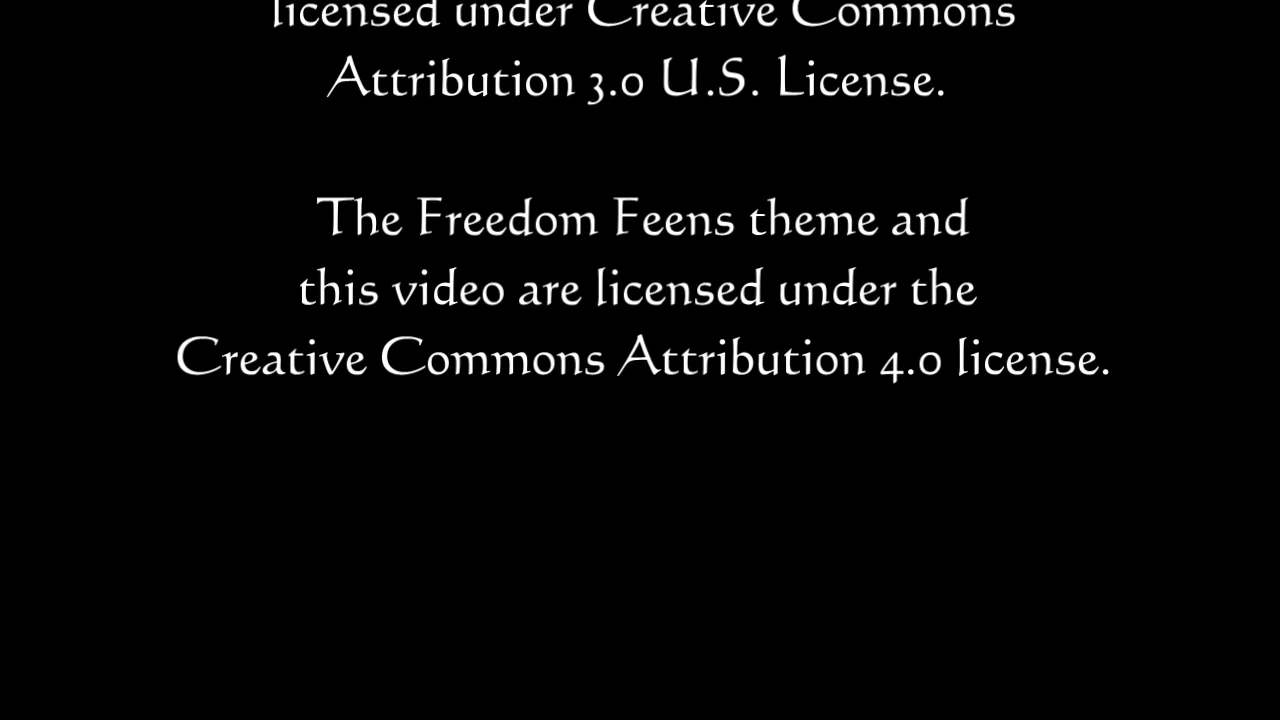 licensed under Creative Commons
Attribution 3.0 U.S. License.
The Freedom Feens theme and
this video are licensed under the
Creative Commons Attribution 4.0 license.